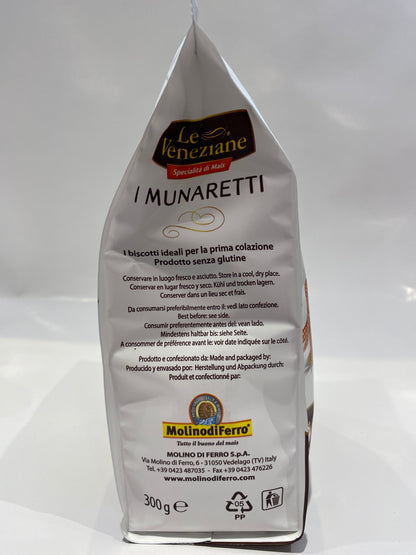 Le
Veneziane®
Specialità di Mais
I MUNARETTI
I biscotti ideali per la prima colazione
Prodotto senza glutine
Conservare in luogo fresco e asciutto. Store in a cool, dry place.
Conservar en lugar fresco y seco. Kühl und trocken lagern.
Conserver dans un lieu sec et frais.
Da consumarsi preferibilmente entro il: vedi lato confezione.
Best before: see side.
Consumir preferentemente antes del: vean lado.
Mindestens haltbar bis: siehe Seite.
A consommer de préférence avant le: voir date indiquée sur le côté.
Prodotto e confezionato da: Made and packaged by:
Producido y envasado por: Herstellung und Abpackung durch:
Produit et confectionné par:
MolinodiFerro®
Tutto il buono del mais
MOLINO DI FERRO S.p.A.
Via Molino di Ferro, 6 - 31050 Vedelago (TV) Italy
Tel. +39 0423 487035 - Fax +39 0423 476226
www.molinodiferro.com
300g ℮
05
PP